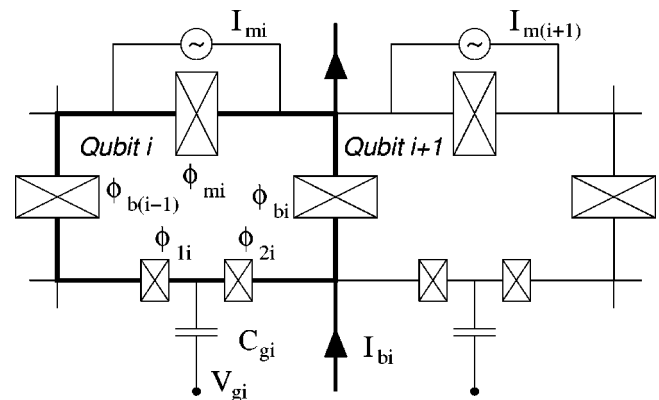 I_mi I_m(i+1)
~ ~
Qubit i Qubit i+1
ϕ_mi
ϕ_b(i−1) ϕ_bi
ϕ_1i ϕ_2i
C_gi I_bi
V_gi